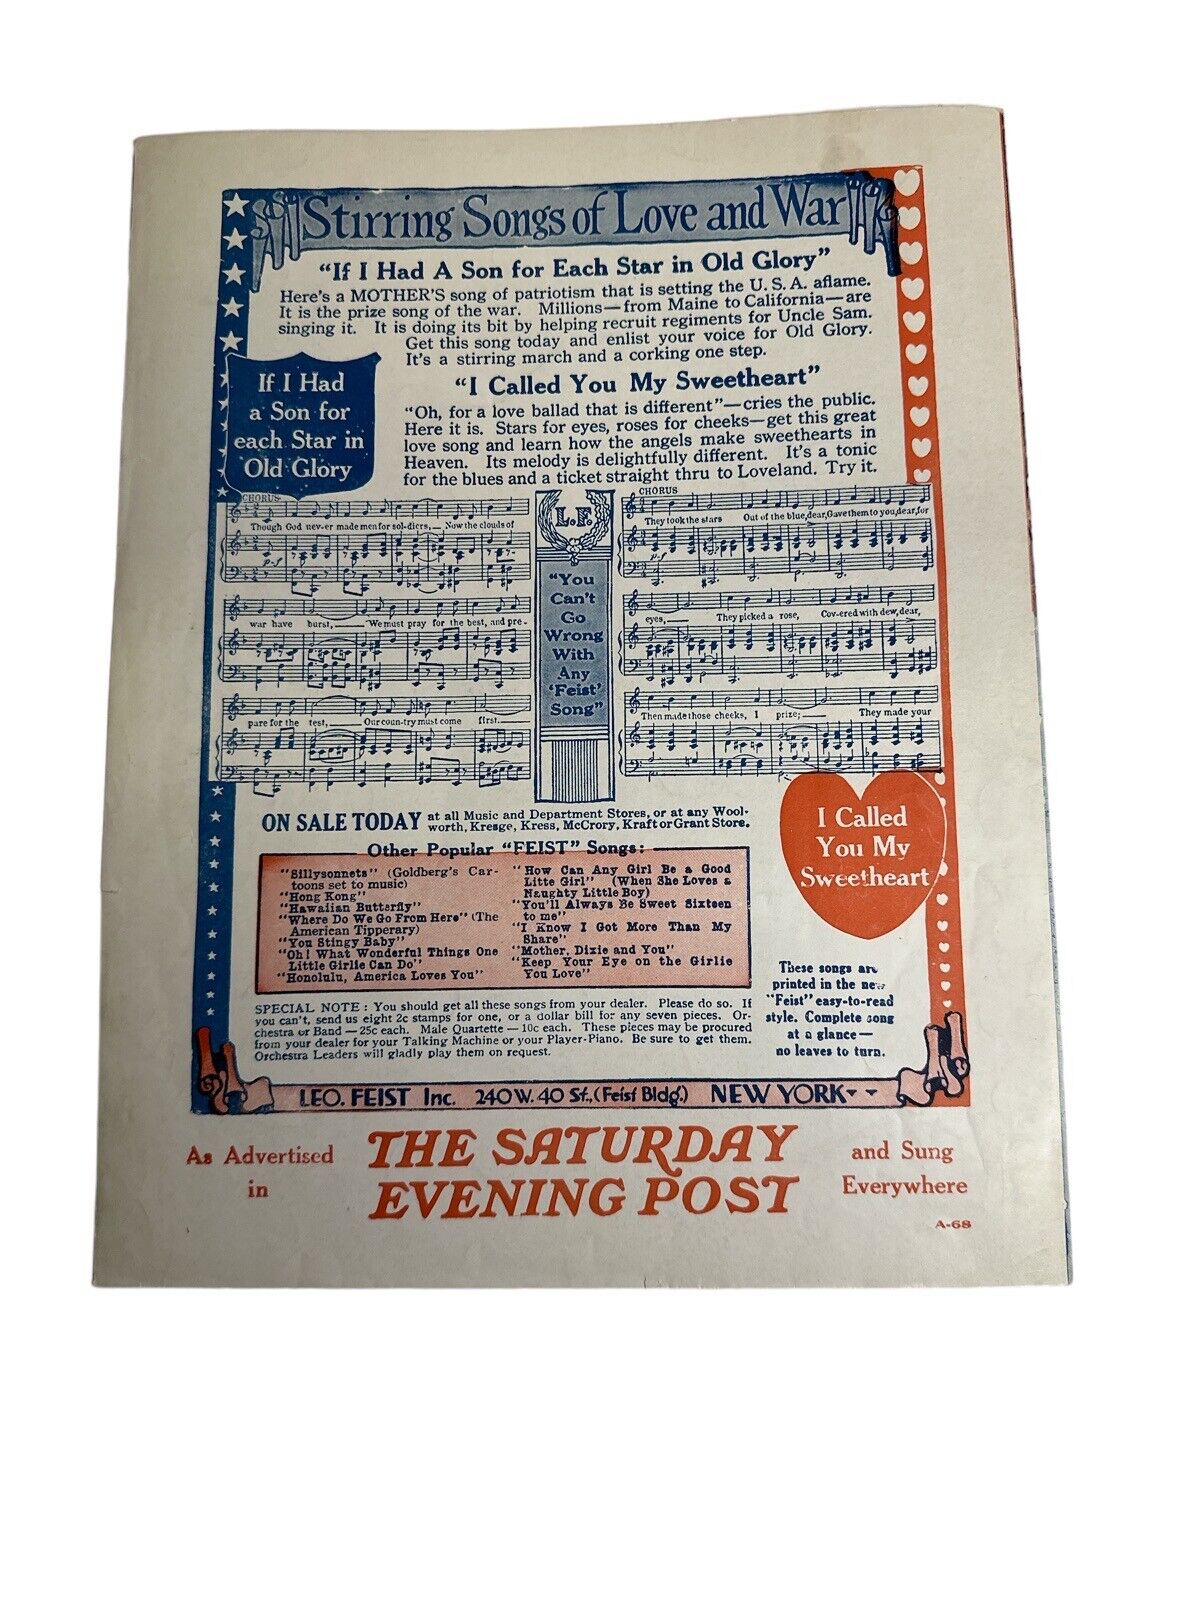 Stirring Songs of Love and War
"If I Had A Son for Each Star in Old Glory"
Here's a MOTHER'S song of patriotism that is setting the U. S. A. aflame.
It is the prize song of the war. Millions—from Maine to California—are
singing it. It is doing its bit by helping recruit regiments for Uncle Sam.
Get this song today and enlist your voice for Old Glory.
It's a stirring march and a corking one step.
If I Had
a Son for
each Star in
Old Glory
"I Called You My Sweetheart"
"Oh, for a love ballad that is different"—cries the public.
Here it is. Stars for eyes, roses for cheeks—get this great
love song and learn how the angels make sweethearts in
Heaven. Its melody is delightfully different. It's a tonic
for the blues and a ticket straight thru to Loveland. Try it.
CHORUS
Though God nev-er made men for sol-diers,— Now the clouds of
p-f
war have burst,— We must pray for the best, and pre-
pare for the test,— Our coun-try must come first.—
L.F.
"You
Can't
Go
Wrong
With
Any
'Feist'
Song"
CHORUS
They took the stars Out of the blue, dear, Gave them to you, dear, for
p-f
eyes,— They picked a rose, Cov-ered with dew, dear,
Then made those cheeks, I prize;— They made your
ON SALE TODAY at all Music and Department Stores, or at any Wool-
worth, Kresge, Kress, McCrory, Kraft or Grant Store.
I Called
You My
Sweetheart
Other Popular "FEIST" Songs:
"Sillysonnets" (Goldberg's Car-
toons set to music)
"Hong Kong"
"Hawaiian Butterfly"
"Where Do We Go From Here" (The
American Tipperary)
"You Stingy Baby"
"Oh! What Wonderful Things One
Little Girlie Can Do"
"Honolulu, America Loves You"
"How Can Any Girl Be a Good
Litte Girl" (When She Loves a
Naughty Little Boy)
"You'll Always Be Sweet Sixteen
to me"
"I Know I Got More Than My
Share"
"Mother, Dixie and You"
"Keep Your Eye on the Girlie
You Love"
SPECIAL NOTE: You should get all these songs from your dealer. Please do so. If
you can't, send us eight 2c stamps for one, or a dollar bill for any seven pieces. Or-
chestra or Band — 25c each. Male Quartette — 10c each. These pieces may be procured
from your dealer for your Talking Machine or your Player-Piano. Be sure to get them.
Orchestra Leaders will gladly play them on request.
These songs are
printed in the new
"Feist" easy-to-read
style. Complete song
at a glance—
no leaves to turn.
LEO. FEIST Inc. 240 W. 40 St., (Feist Bldg.) NEW YORK
As Advertised
in
THE SATURDAY
EVENING POST
and Sung
Everywhere
A-68